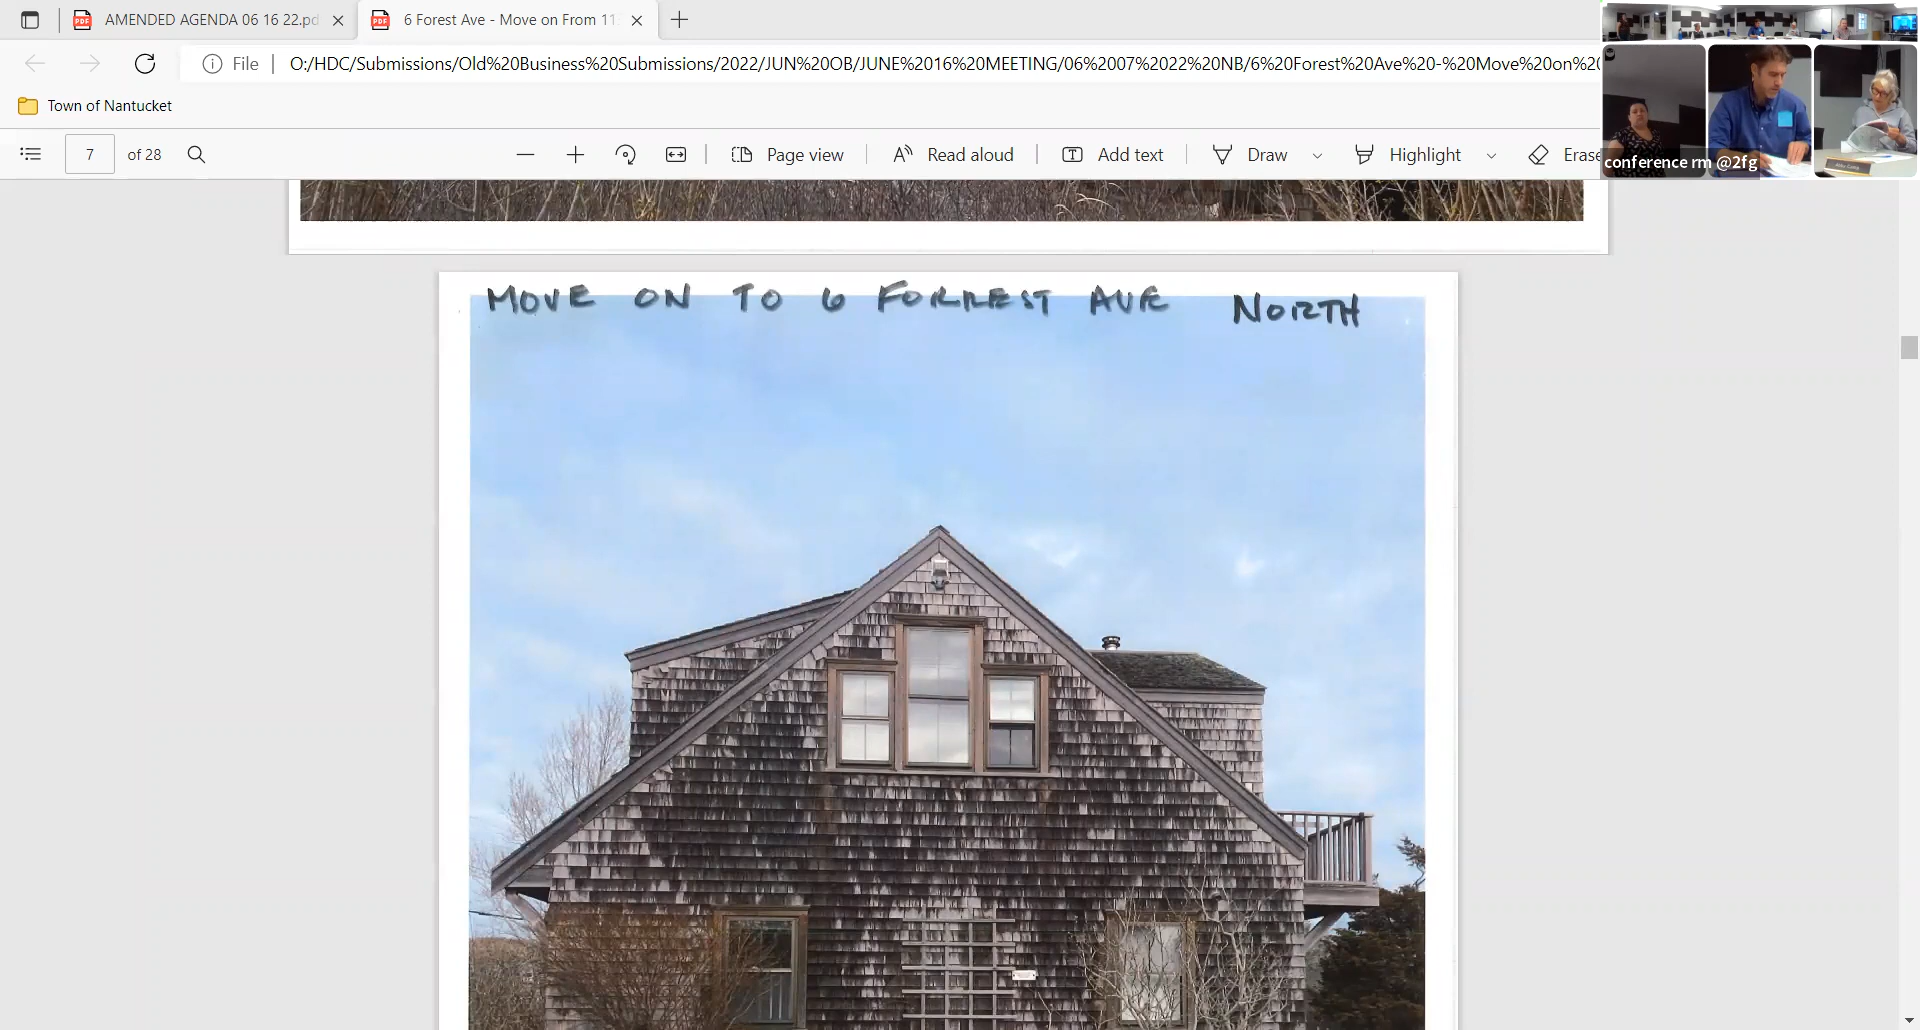 AMENDED AGENDA 06 16 22.pd
6 Forest Ave - Move on From 11
File
O:/HDC/Submissions/Old%20Business%20Submissions/2022/JUN%20OB/JUNE%2016%20MEETING/06%2007%2022%20NB/6%20Forest%20Ave%20-%20Move%20on%20
Town of Nantucket
7 of 28
Page view
Read aloud
Add text
Draw
Highlight
Erase
conference rm @2fg
MOVE ON TO 6 FORREST AVE NORTH